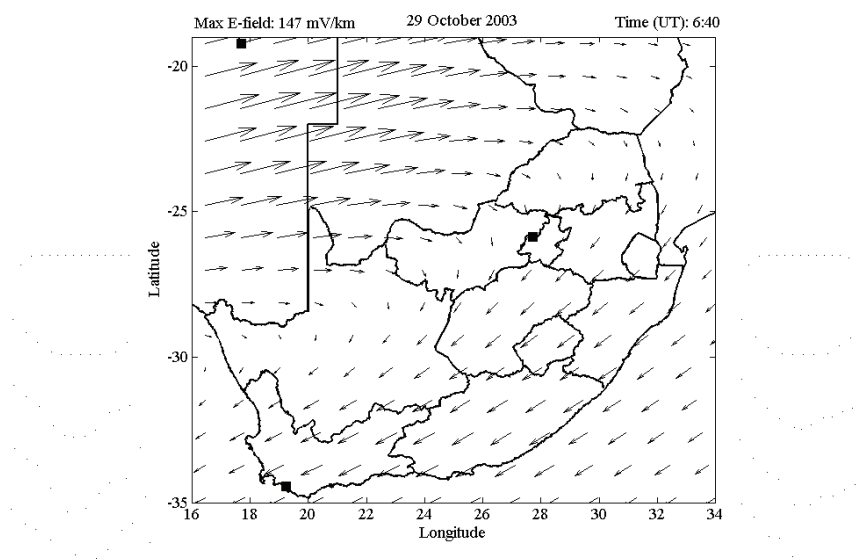 Max E-field: 147 mV/km 29 October 2003 Time (UT): 6:40
-20
-25
Latitude
-30
-35
16 18 20 22 24 26 28 30 32 34
Longitude